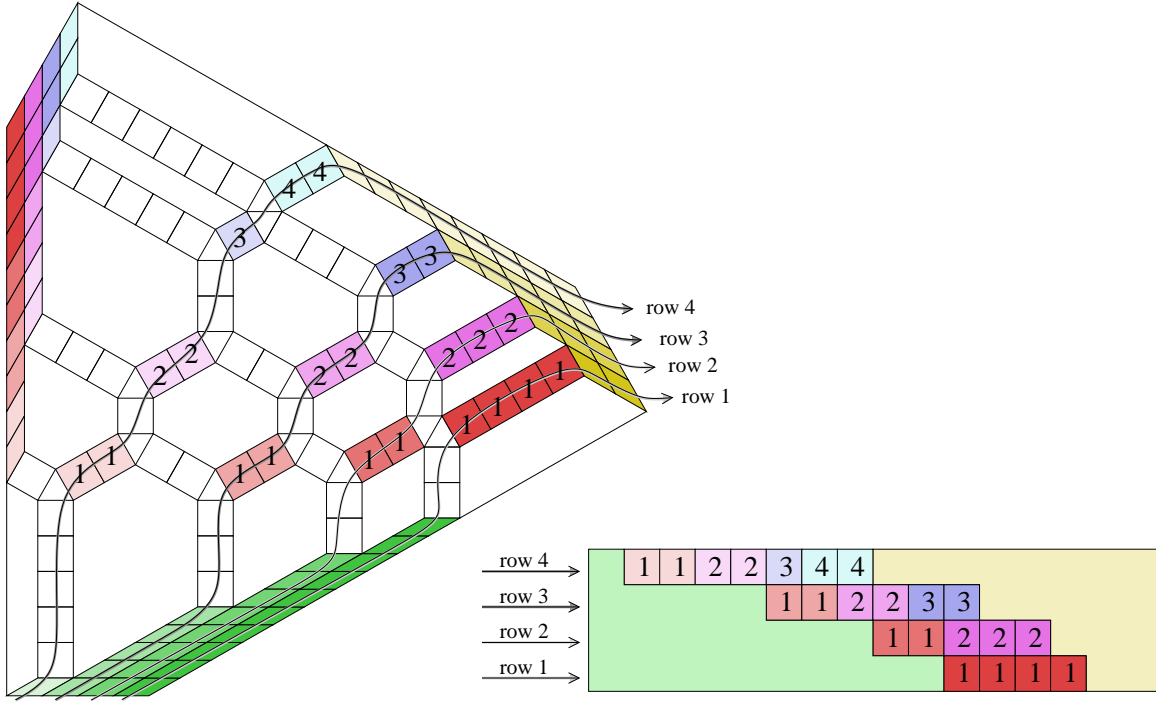 4 4
3
3 3
row 4
row 3
2 2
2 2
2 2 2
row 2
row 1
1 1
1 1
1 1
1 1 1 1
row 4 1 1 2 2 3 4 4
row 3 1 1 2 2 3 3
row 2 1 1 2 2 2
row 1 1 1 1 1